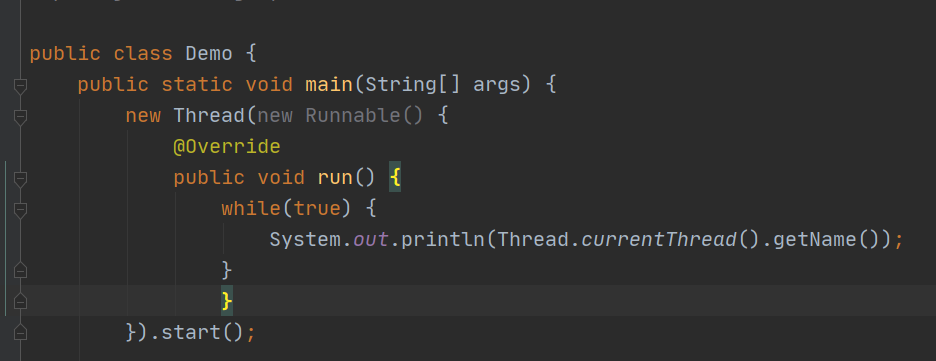 public class Demo {
    public static void main(String[] args) {
        new Thread(new Runnable() {
            @Override
            public void run() {
                while(true) {
                    System.out.println(Thread.currentThread().getName());
                }
                }
        }).start();